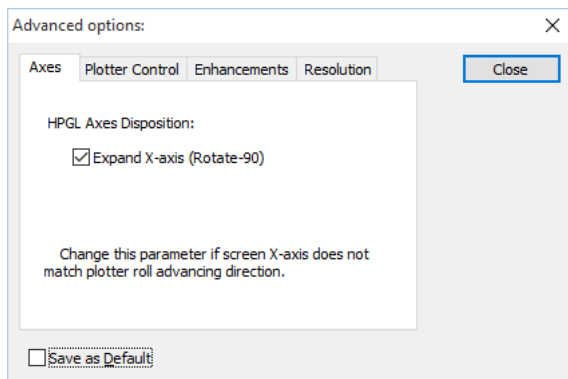 Advanced options:
Axes Plotter Control Enhancements Resolution Close
HPGL Axes Disposition:
Expand X-axis (Rotate-90)
Change this parameter if screen X-axis does not
match plotter roll advancing direction.
Save as Default